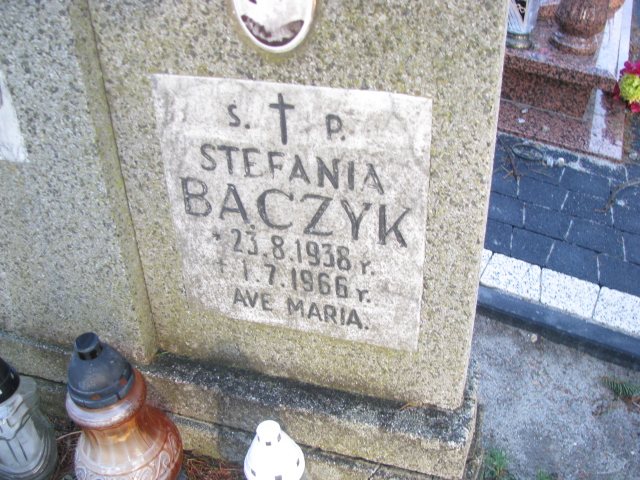 S. † P.
STEFANIA
BACZYK
* 23.8.1938 r.
† 1.7.1966 r.
AVE MARIA.